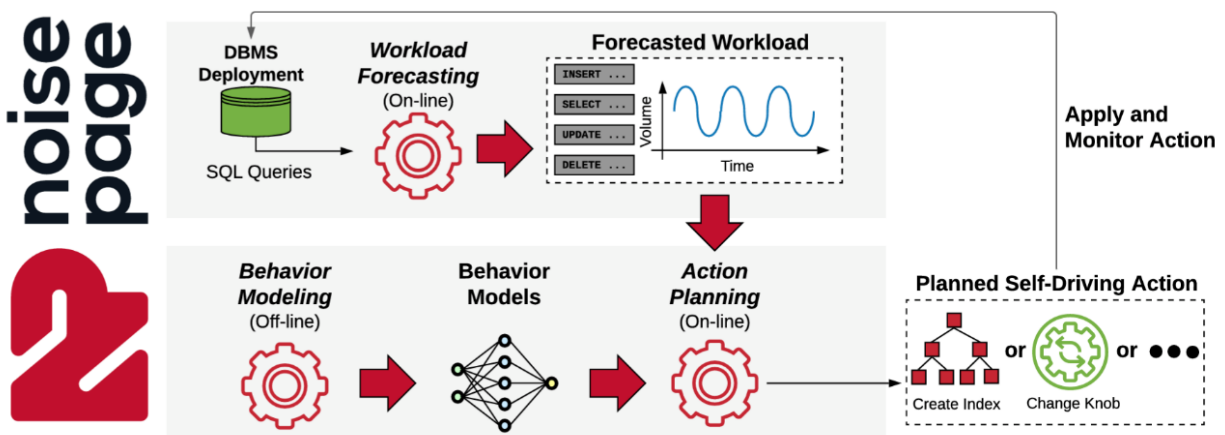 noise
page
DBMS
Deployment
SQL Queries
Workload
Forecasting
(On-line)
Forecasted Workload
INSERT ...
SELECT ...
UPDATE ...
DELETE ...
Volume
Time
Apply and
Monitor Action
Behavior
Modeling
(Off-line)
Behavior
Models
Action
Planning
(On-line)
Planned Self-Driving Action
or
or
Create Index
Change Knob